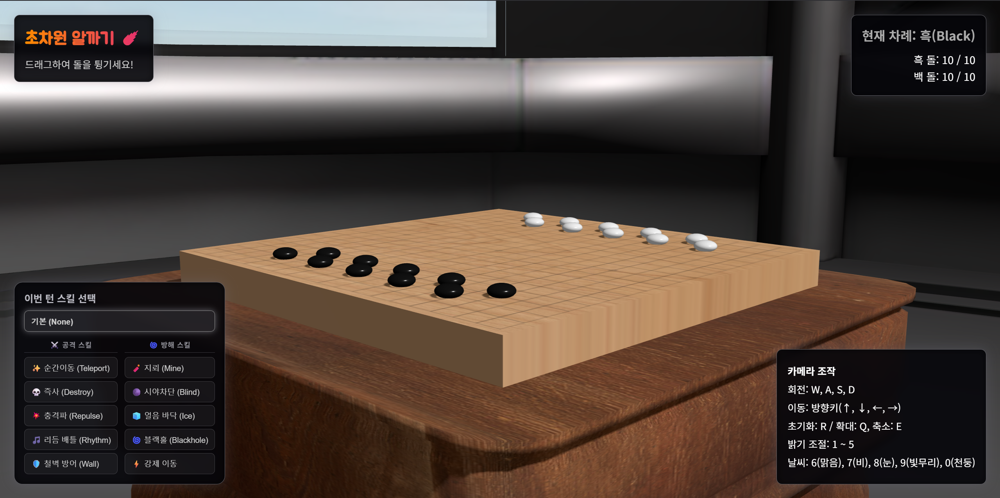 초차원 알까기
드래그하여 돌을 튕기세요!
현재 차례: 흑(Black)
흑 돌: 10 / 10
백 돌: 10 / 10
이번 턴 스킬 선택
기본 (None)
공격 스킬
순간이동 (Teleport)
즉사 (Destroy)
충격파 (Repulse)
리듬 배틀 (Rhythm)
철벽 방어 (Wall)
방해 스킬
지뢰 (Mine)
시야차단 (Blind)
얼음 바닥 (Ice)
블랙홀 (Blackhole)
강제 이동
카메라 조작
회전: W, A, S, D
이동: 방향키(↑, ↓, ←, →)
초기화: R / 확대: Q, 축소: E
밝기 조절: 1 ~ 5
날씨: 6(맑음), 7(비), 8(눈), 9(빛무리), 0(천둥)